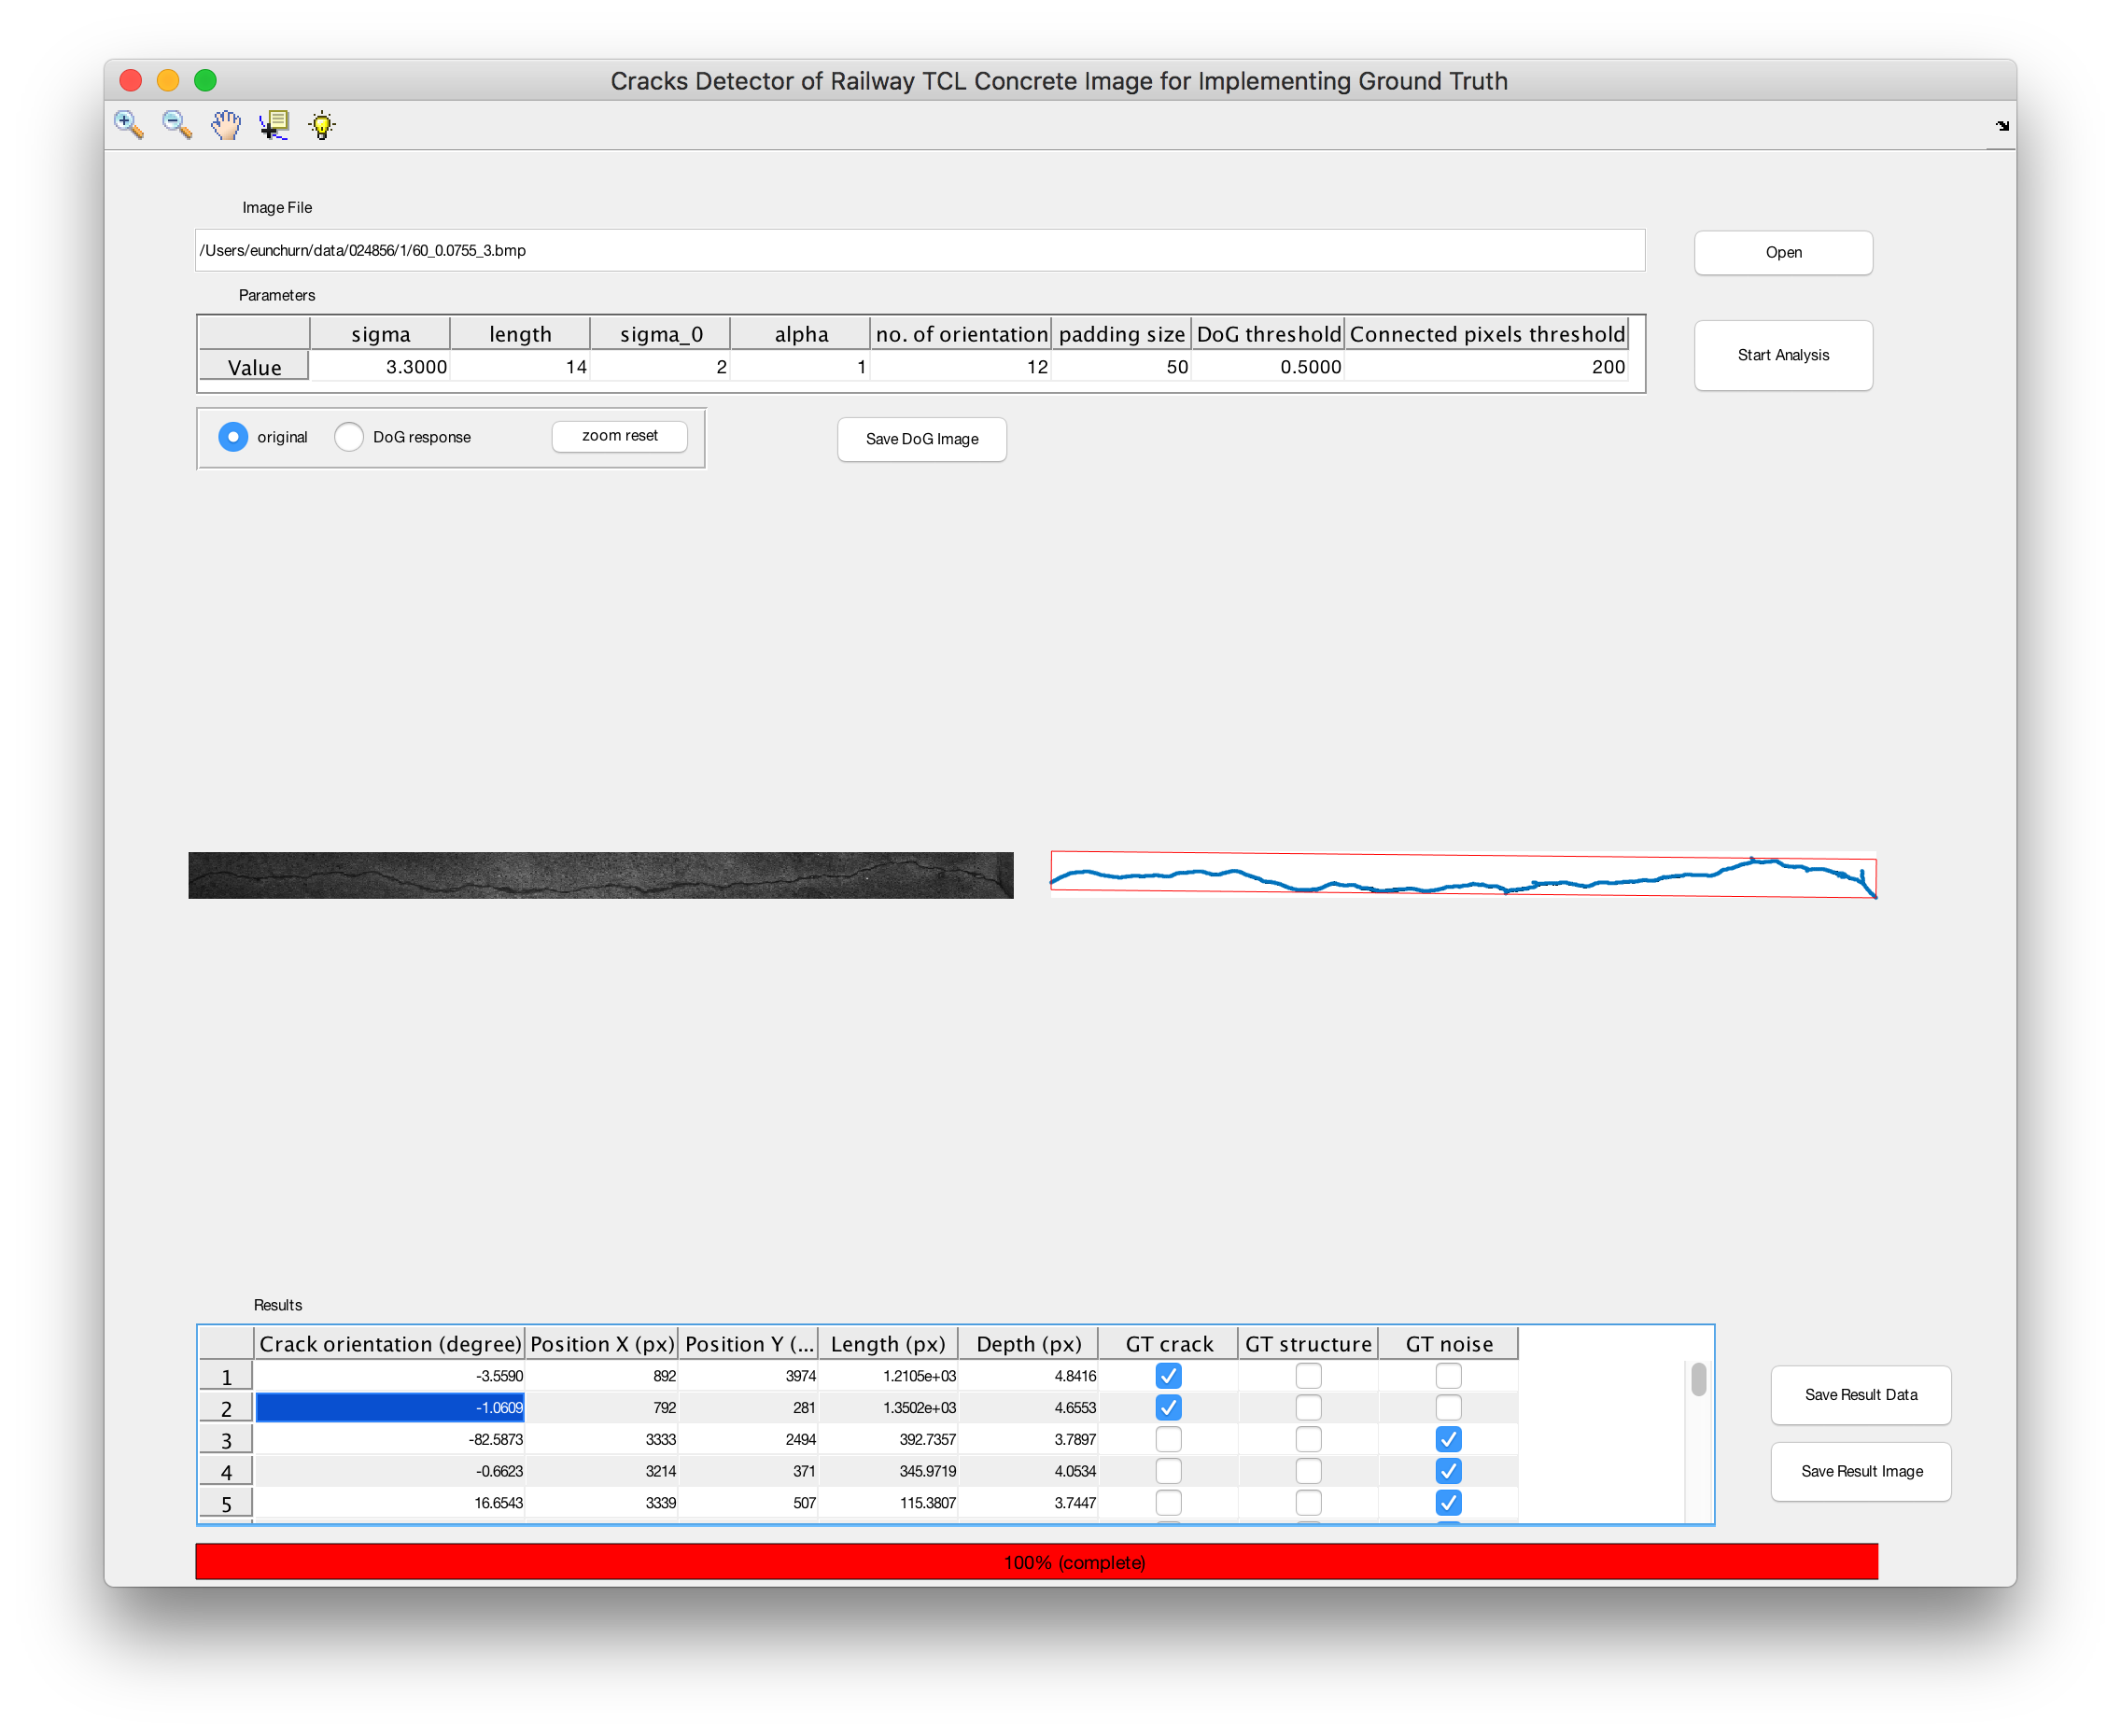 Cracks Detector of Railway TCL Concrete Image for Implementing Ground Truth
Image File
/Users/eunchurn/data/024856/1/60_0.0755_3.bmp
Open
Parameters
sigma length sigma_0 alpha no. of orientation padding size DoG threshold Connected pixels threshold
Value 3.3000 14 2 1 12 50 0.5000 200
Start Analysis
original DoG response zoom reset Save DoG Image
Results
Crack orientation (degree) Position X (px) Position Y (... Length (px) Depth (px) GT crack GT structure GT noise
1 -3.5590 892 3974 1.2105e+03 4.8416
2 -1.0609 792 281 1.3502e+03 4.6553
3 -82.5873 3333 2494 392.7357 3.7897
4 -0.6623 3214 371 345.9719 4.0534
5 16.6543 3339 507 115.3807 3.7447
Save Result Data
Save Result Image
100% (complete)